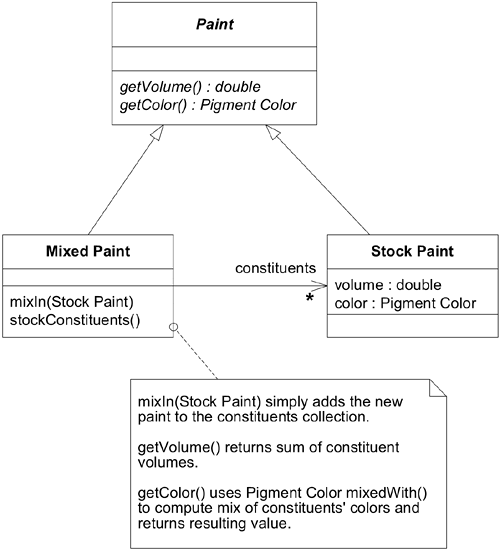 Paint
getVolume() : double
getColor() : Pigment Color
Mixed Paint
mixIn(Stock Paint)
stockConstituents()
constituents
*
Stock Paint
volume : double
color : Pigment Color
mixIn(Stock Paint) simply adds the new
paint to the constituents collection.
getVolume() returns sum of constituent
volumes.
getColor() uses Pigment Color mixedWith()
to compute mix of constituents' colors and
returns resulting value.